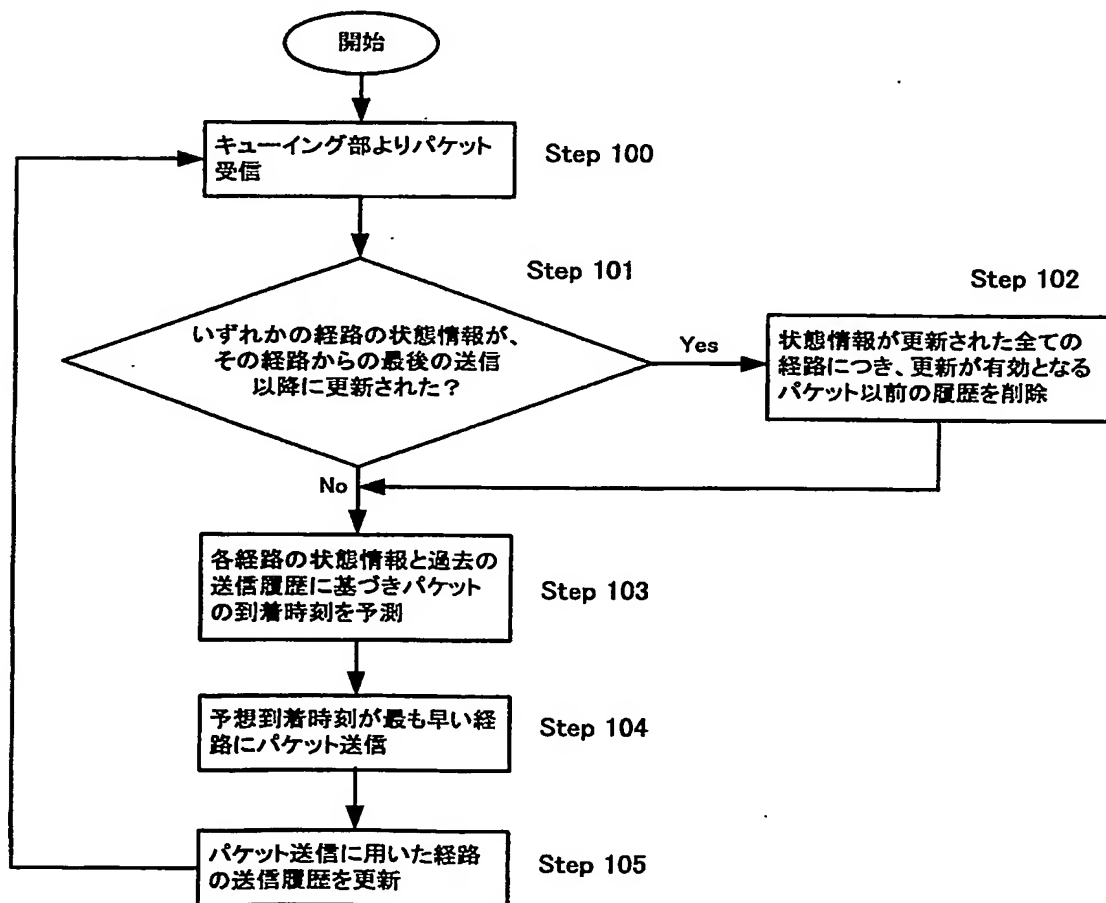 開始
キューイング部よりパケット
受信
Step 100
Step 101
いずれかの経路の状態情報が、
その経路からの最後の送信
以降に更新された？
Yes
Step 102
状態情報が更新された全ての
経路につき、更新が有効となる
パケット以前の履歴を削除
No
各経路の状態情報と過去の
送信履歴に基づきパケット
の到着時刻を予測
Step 103
予想到着時刻が最も早い経
路にパケット送信
Step 104
パケット送信に用いた経路
の送信履歴を更新
Step 105